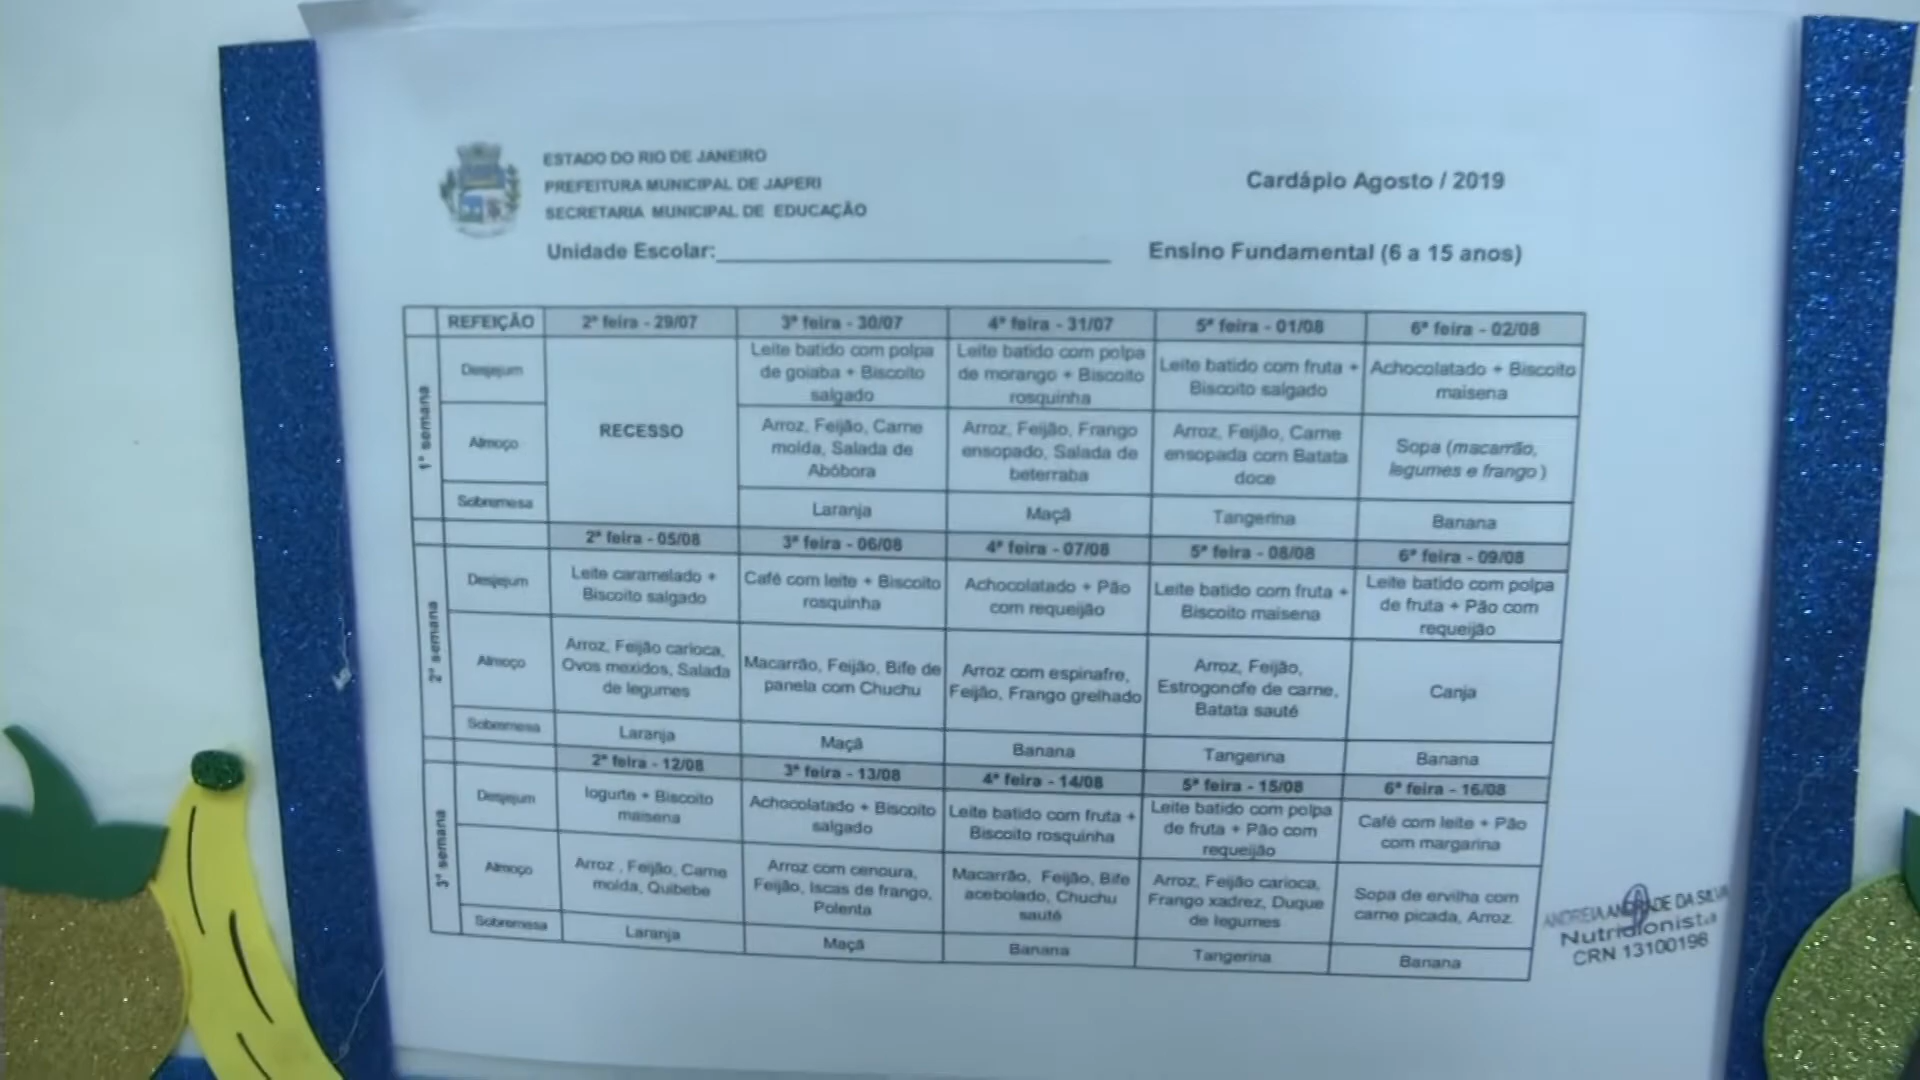 ESTADO DO RIO DE JANEIRO
PREFEITURA MUNICIPAL DE JAPERI
SECRETARIA MUNICIPAL DE EDUCAÇÃO
Cardápio Agosto / 2019
Unidade Escolar:
Ensino Fundamental (6 a 15 anos)
REFEIÇÃO
2ª feira - 29/07
3ª feira - 30/07
4ª feira - 31/07
5ª feira - 01/08
6ª feira - 02/08
1ª semana
Desjejum
RECESSO
Leite batido com polpa
de goiaba + Biscoito
salgado
Leite batido com polpa
de morango + Biscoito
rosquinha
Leite batido com fruta +
Biscoito salgado
Achocolatado + Biscoito
maisena
Almoço
Arroz, Feijão, Carne
moída, Salada de
Abóbora
Arroz, Feijão, Frango
ensopado, Salada de
beterraba
Arroz, Feijão, Carne
ensopada com Batata
doce
Sopa (macarrão,
legumes e frango )
Sobremesa
Laranja
Maçã
Tangerina
Banana
2ª feira - 05/08
3ª feira - 06/08
4ª feira - 07/08
5ª feira - 08/08
6ª feira - 09/08
2ª semana
Desjejum
Leite caramelado +
Biscoito salgado
Café com leite + Biscoito
rosquinha
Achocolatado + Pão
com requeijão
Leite batido com fruta +
Biscoito maisena
Leite batido com polpa
de fruta + Pão com
requeijão
Almoço
Arroz, Feijão carioca,
Ovos mexidos, Salada
de legumes
Macarrão, Feijão, Bife de
panela com Chuchu
Arroz com espinafre,
Feijão, Frango grelhado
Arroz, Feijão,
Estrogonofe de carne,
Batata sauté
Canja
Sobremesa
Laranja
Maçã
Banana
Tangerina
Banana
2ª feira - 12/08
3ª feira - 13/08
4ª feira - 14/08
5ª feira - 15/08
6ª feira - 16/08
3ª semana
Desjejum
Iogurte + Biscoito
maisena
Achocolatado + Biscoito
salgado
Leite batido com fruta +
Biscoito rosquinha
Leite batido com polpa
de fruta + Pão com
requeijão
Café com leite + Pão
com margarina
Almoço
Arroz , Feijão, Carne
moída, Quibebe
Arroz com cenoura,
Feijão, Iscas de frango,
Polenta
Macarrão, Feijão, Bife
acebolado, Chuchu
sauté
Arroz, Feijão carioca,
Frango xadrez, Duque
de legumes
Sopa de ervilha com
carne picada, Arroz.
Sobremesa
Laranja
Maçã
Banana
Tangerina
Banana
ANDREIA ANDRADE DA SILVA
Nutricionista
CRN 13100196